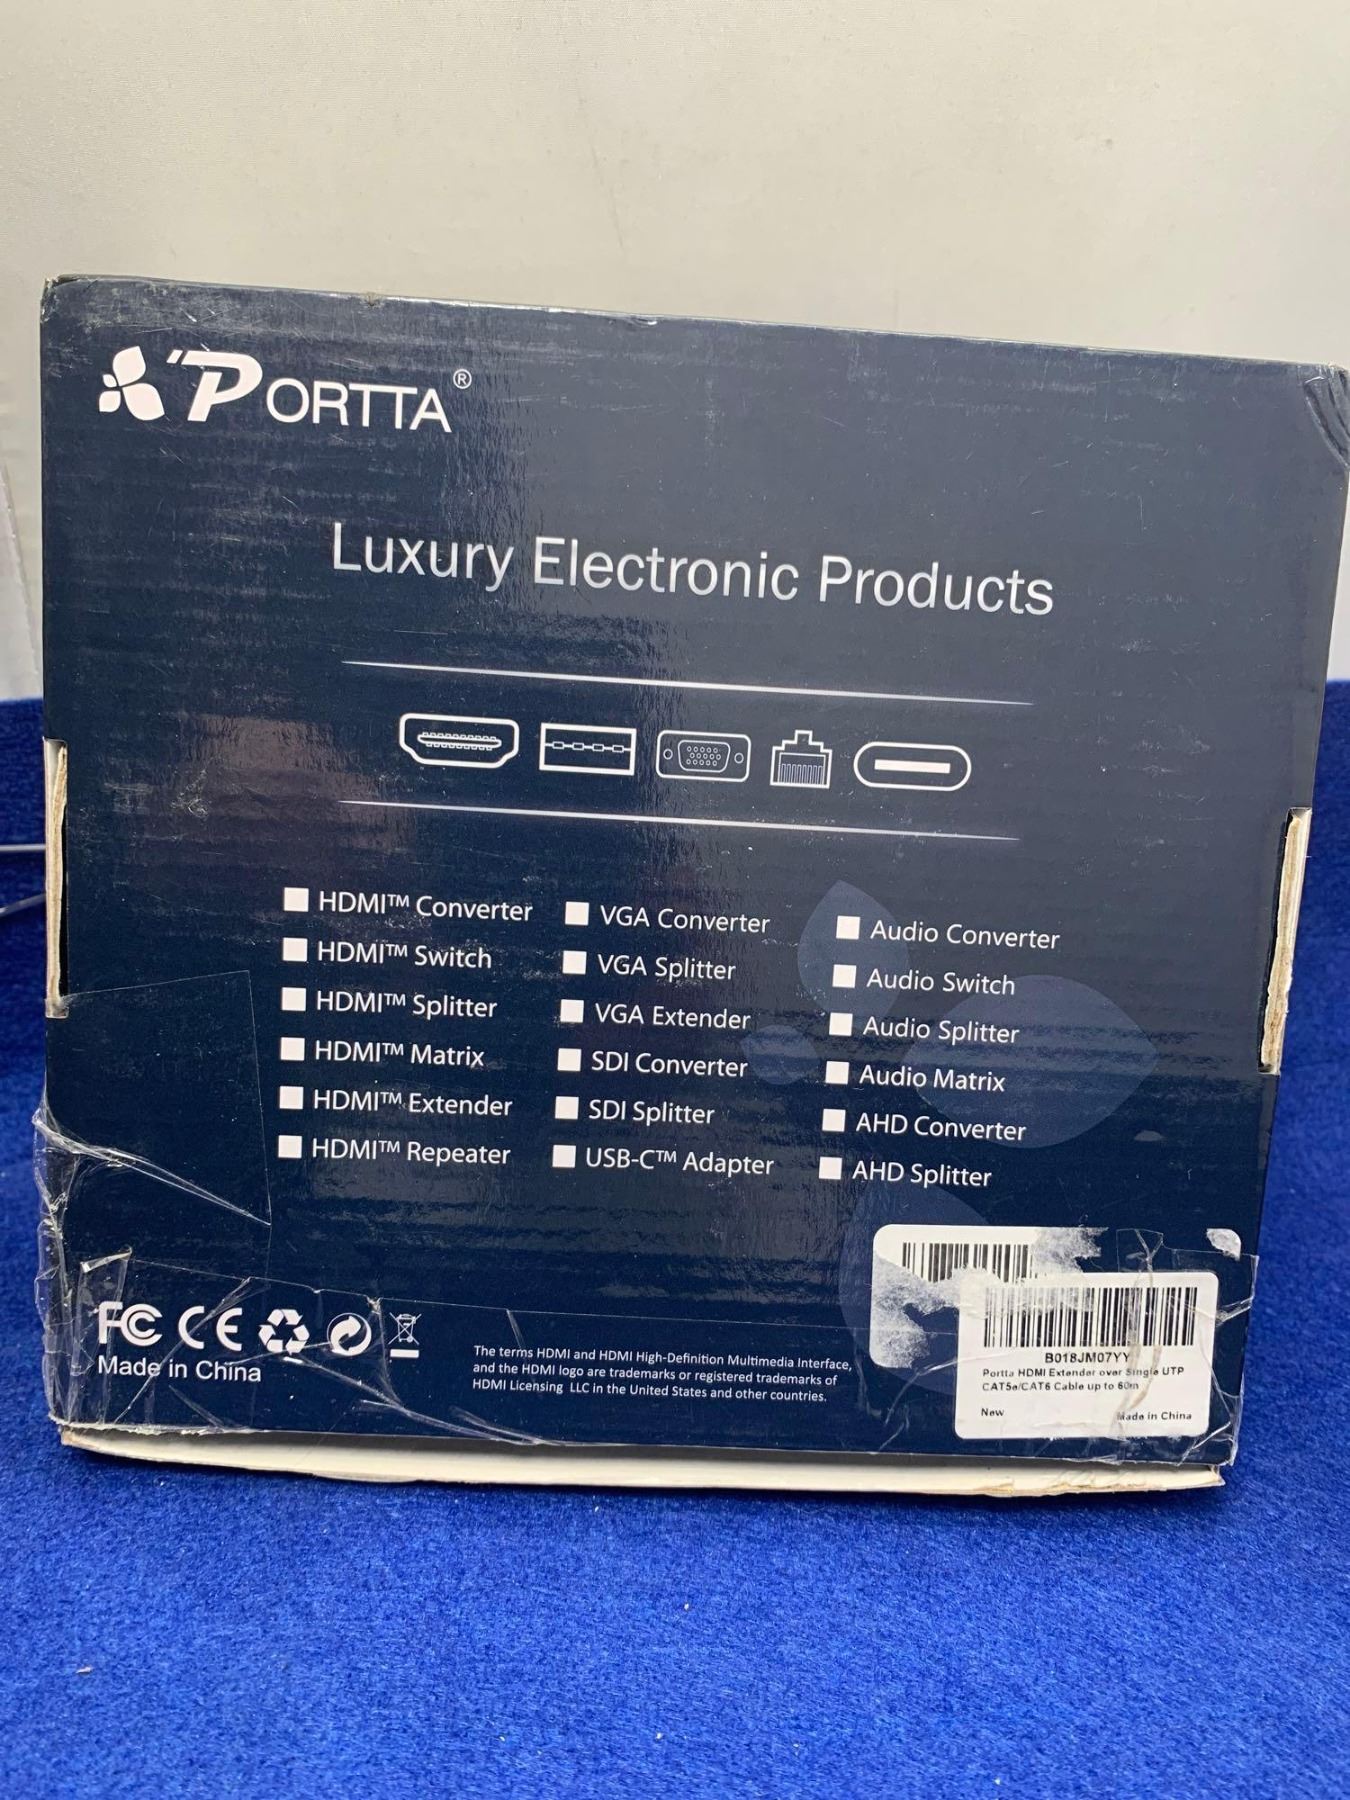 PORTTA®
Luxury Electronic Products
HDMI™ Converter
HDMI™ Switch
HDMI™ Splitter
HDMI™ Matrix
HDMI™ Extender
HDMI™ Repeater
VGA Converter
VGA Splitter
VGA Extender
SDI Converter
SDI Splitter
USB-C™ Adapter
Audio Converter
Audio Switch
Audio Splitter
Audio Matrix
AHD Converter
AHD Splitter
FC CE
Made in China
The terms HDMI and HDMI High-Definition Multimedia Interface,
and the HDMI logo are trademarks or registered trademarks of
HDMI Licensing LLC in the United States and other countries.
B018JM07YY
Portta HDMI Extender over Single UTP
CAT5e/CAT6 Cable up to 60m
New
Made in China